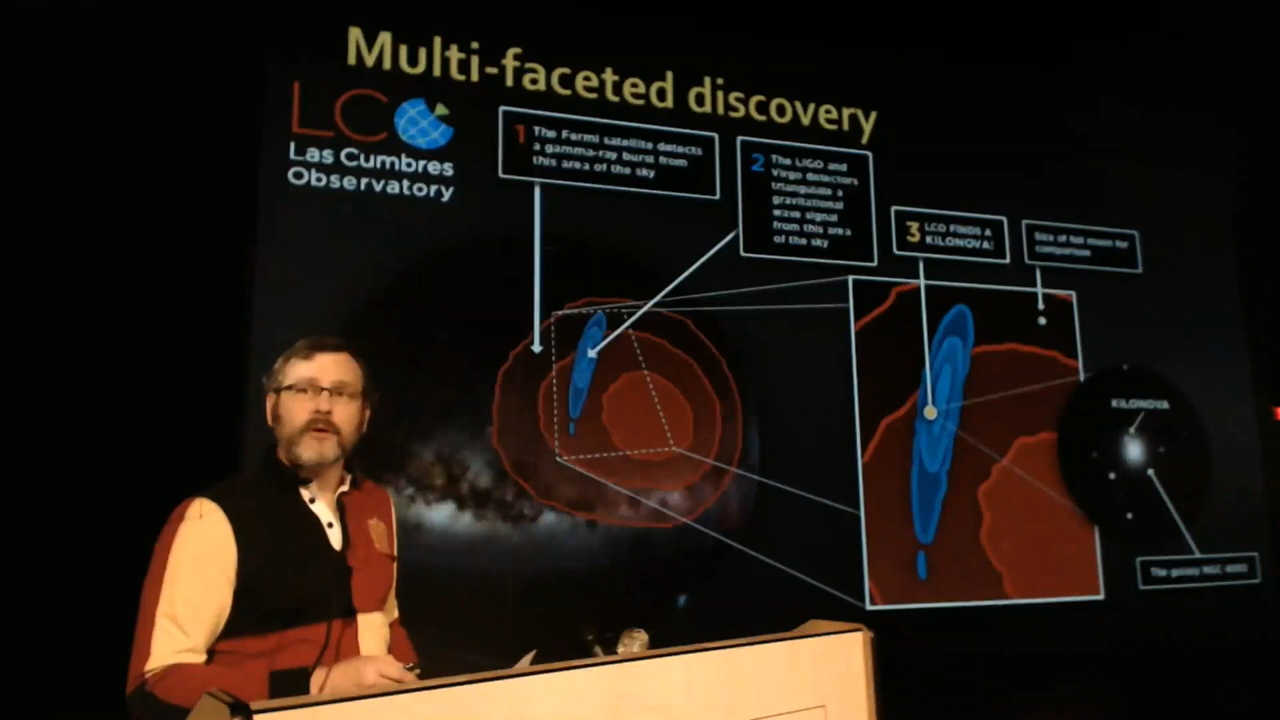 Multi-faceted discovery
LCO
Las Cumbres
Observatory
1 The Fermi satellite detects
a gamma-ray burst from
this area of the sky
2 The LIGO and
Virgo detectors
triangulate a
gravitational
wave signal
from this area
of the sky
3 LCO FINDS A
KILONOVA!
Size of full moon for
comparison
KILONOVA
The galaxy NGC